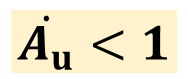 Ȧᵤ < 1